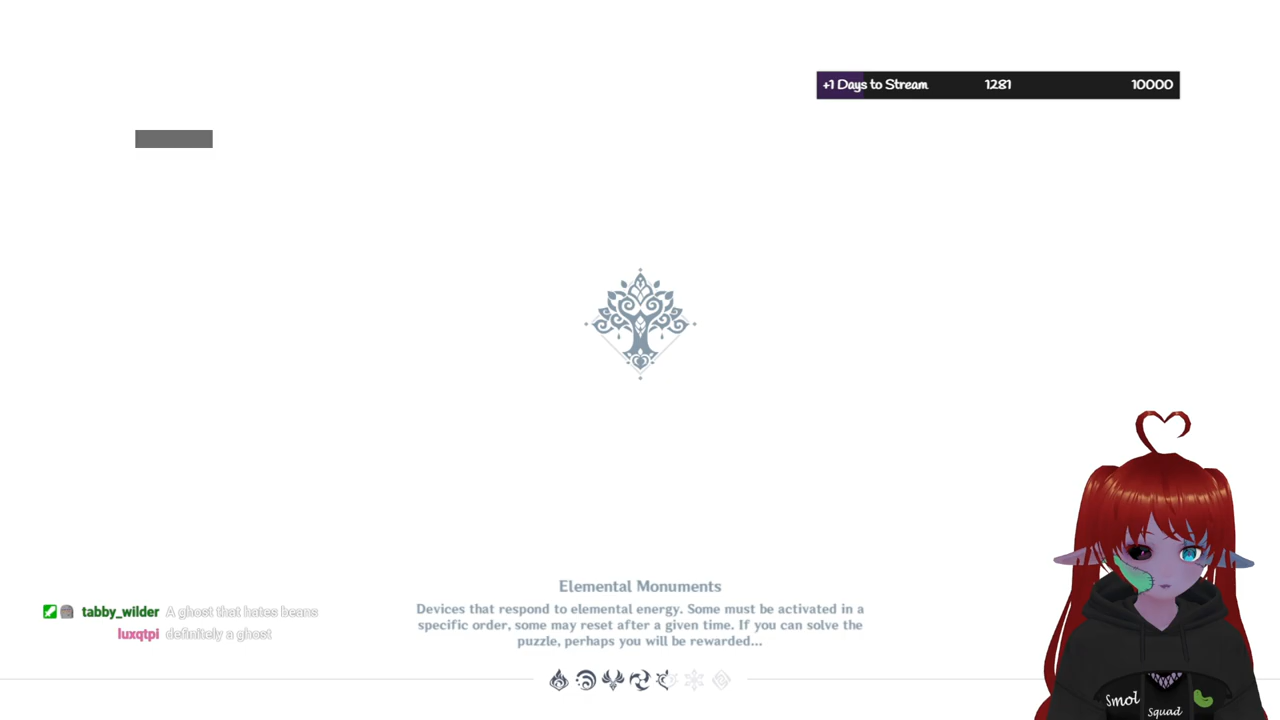 +1 Days to Stream 1281 10000
Elemental Monuments
Devices that respond to elemental energy. Some must be activated in a
specific order, some may reset after a given time. If you can solve the
puzzle, perhaps you will be rewarded...
tabby_wilder A ghost that hates beans
luxqtpi definitely a ghost
Smol
Squad